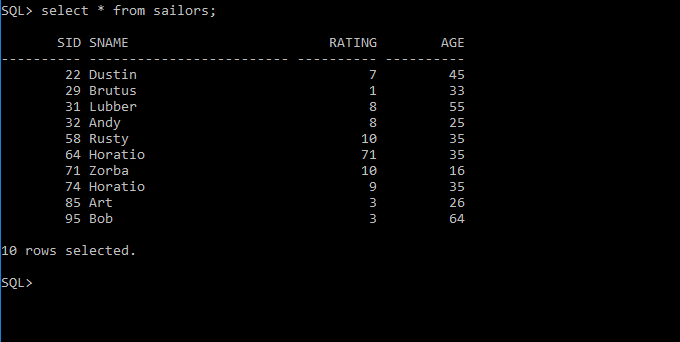 SQL> select * from sailors;
       SID SNAME                         RATING        AGE
---------- ------------------------- ---------- ----------
        22 Dustin                             7         45
        29 Brutus                             1         33
        31 Lubber                             8         55
        32 Andy                               8         25
        58 Rusty                             10         35
        64 Horatio                           71         35
        71 Zorba                             10         16
        74 Horatio                            9         35
        85 Art                                3         26
        95 Bob                                3         64
10 rows selected.
SQL>